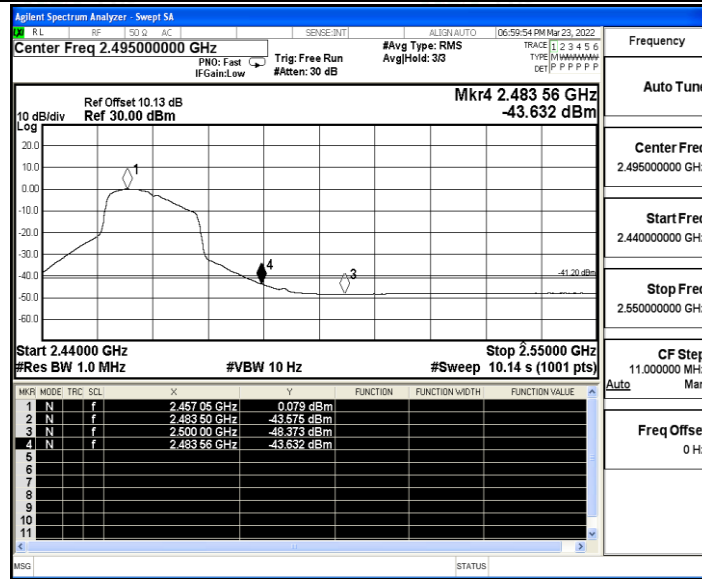 Agilent Spectrum Analyzer - Swept SA
RL RF 50 Ω AC SENSE:INT ALIGN AUTO 06:59:54 PM Mar 23, 2022
Center Freq 2.495000000 GHz #Avg Type: RMS TRACE 1 2 3 4 5 6
PNO: Fast Trig: Free Run Avg|Hold: 3/3 TYPE M WWWWW
IFGain:Low #Atten: 30 dB DET P P P P P P
Mkr4 2.483 56 GHz
-43.632 dBm
Ref Offset 10.13 dB
10 dB/div Ref 30.00 dBm
Log
20.0
10.0
0.00
-10.0
-20.0
-30.0
-40.0
-50.0
-60.0
1
4
3
-41.20 dBm
Start 2.44000 GHz Stop 2.55000 GHz
#Res BW 1.0 MHz #VBW 10 Hz #Sweep 10.14 s (1001 pts)
MKR MODE TRC SCL X Y FUNCTION FUNCTION WIDTH FUNCTION VALUE
1 N f 2.457 05 GHz 0.079 dBm
2 N f 2.483 50 GHz -43.575 dBm
3 N f 2.500 00 GHz -48.373 dBm
4 N f 2.483 56 GHz -43.632 dBm
5
6
7
8
9
10
11
MSG STATUS
Frequency
Auto Tune
Center Freq
2.495000000 GHz
Start Freq
2.440000000 GHz
Stop Freq
2.550000000 GHz
CF Step
11.000000 MHz
Auto Man
Freq Offset
0 Hz